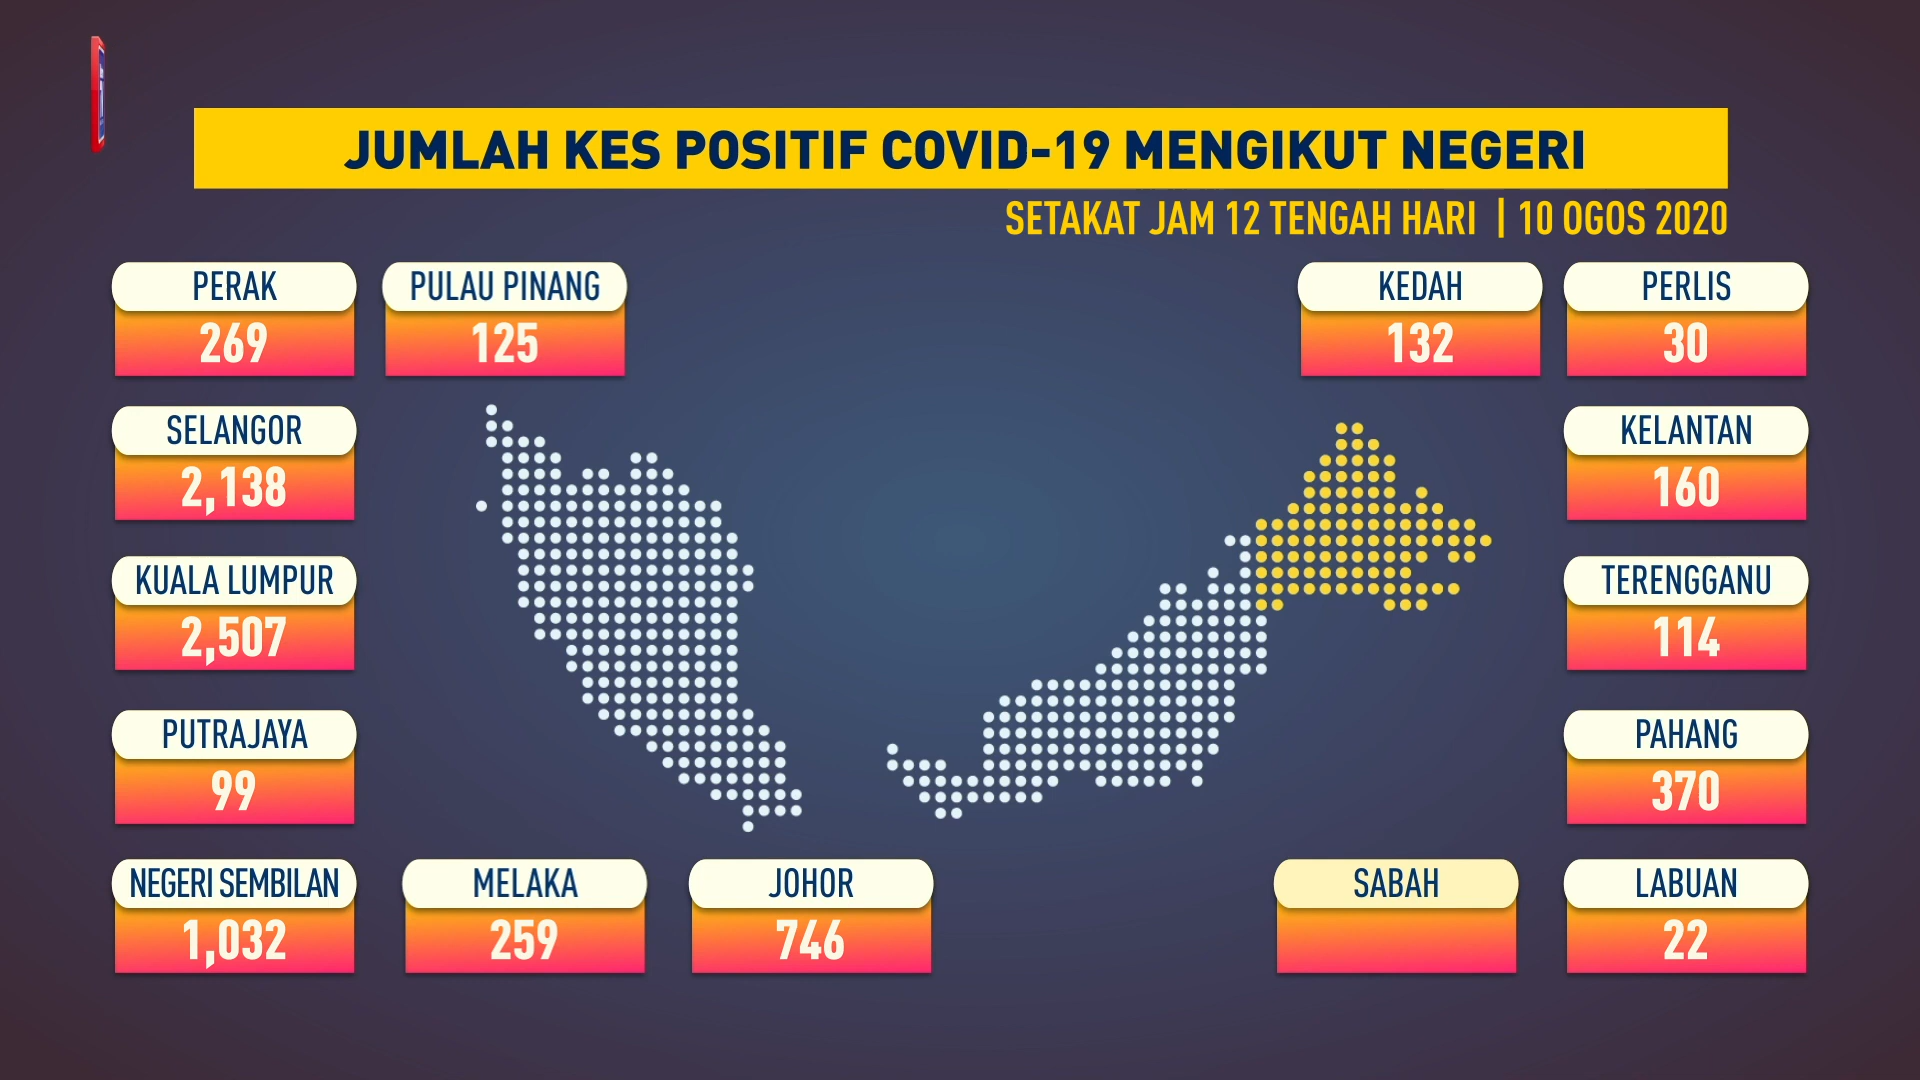 JUMLAH KES POSITIF COVID-19 MENGIKUT NEGERI
SETAKAT JAM 12 TENGAH HARI | 10 OGOS 2020
PERAK
269
PULAU PINANG
125
KEDAH
132
PERLIS
30
SELANGOR
2,138
KELANTAN
160
KUALA LUMPUR
2,507
TERENGGANU
114
PUTRAJAYA
99
PAHANG
370
NEGERI SEMBILAN
1,032
MELAKA
259
JOHOR
746
SABAH
LABUAN
22